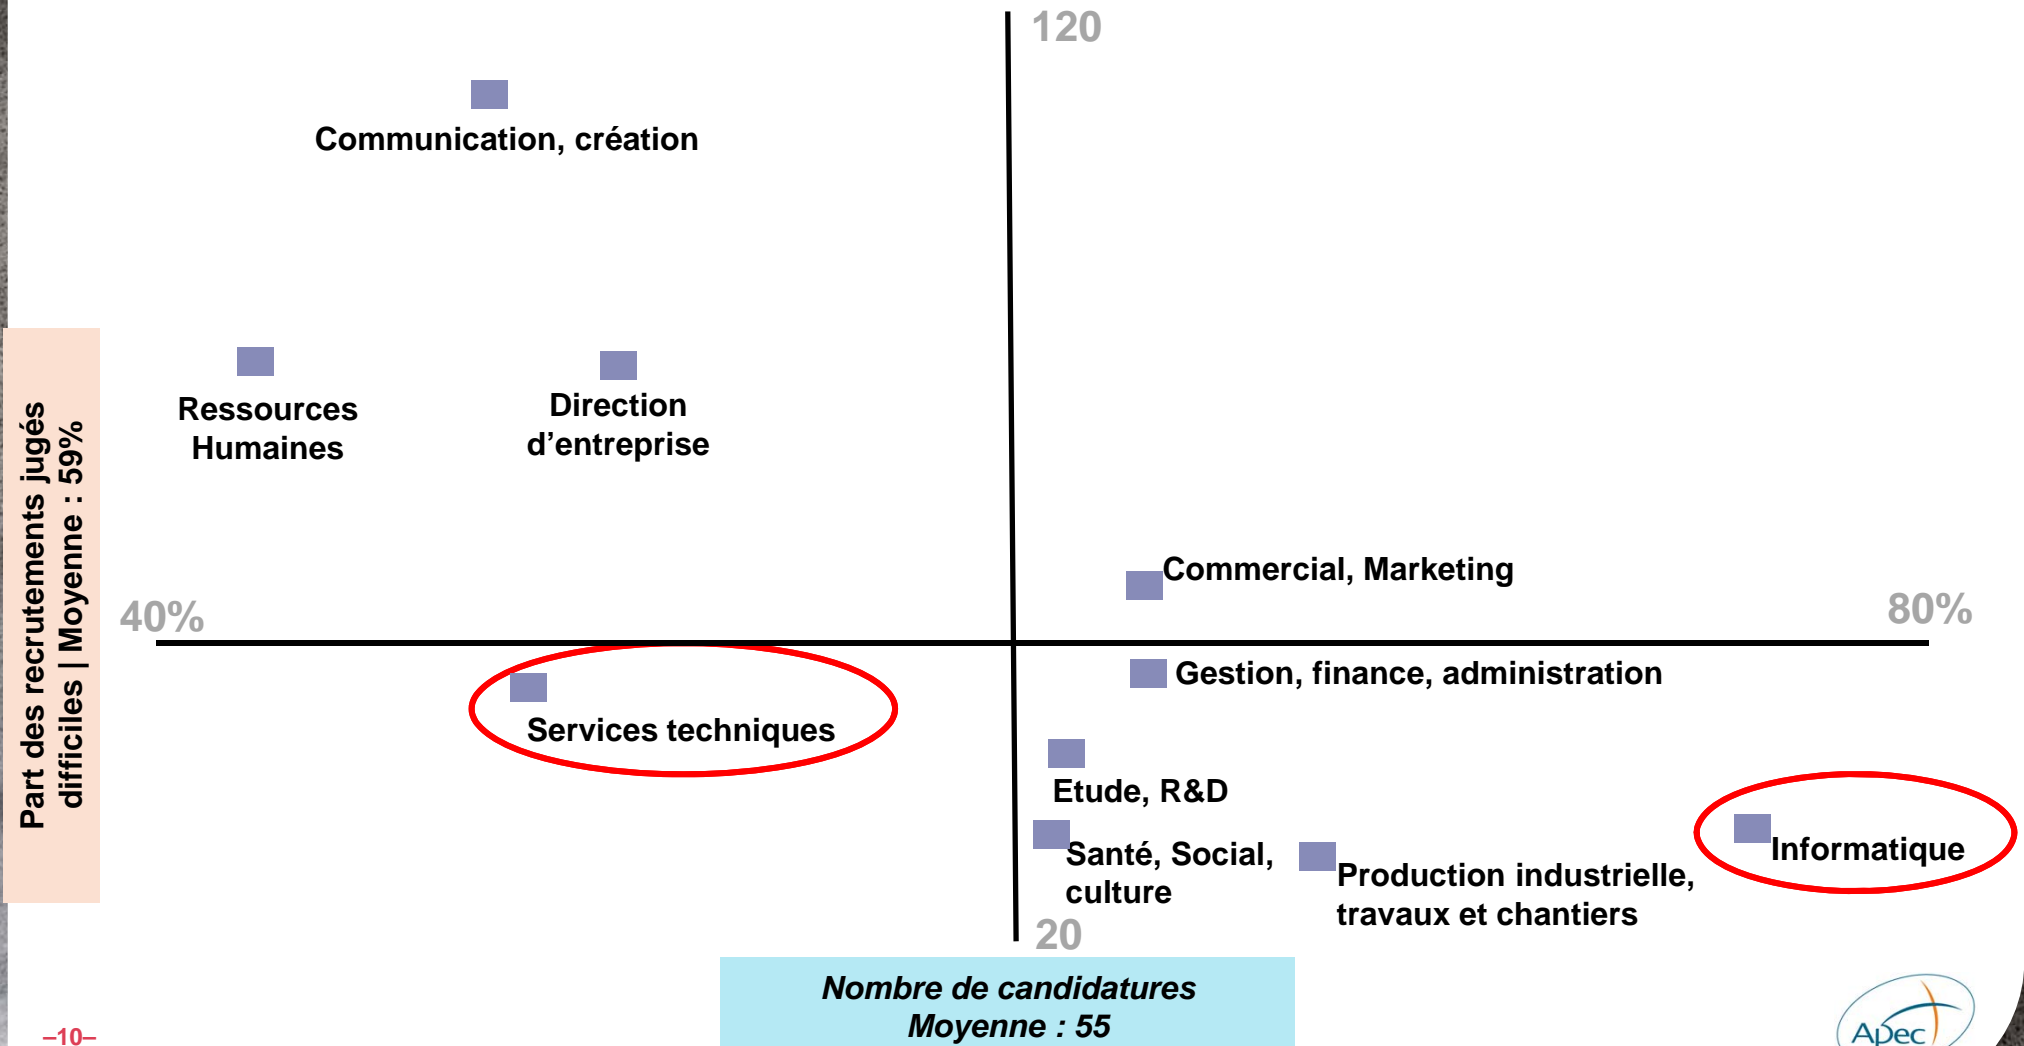 120
Communication, création
Ressources
Humaines
Direction
d’entreprise
Part des recrutements jugés
difficiles | Moyenne : 59%
Commercial, Marketing
40%
80%
Gestion, finance, administration
Services techniques
Etude, R&D
Santé, Social,
culture
Production industrielle,
travaux et chantiers
Informatique
20
Nombre de candidatures
Moyenne : 55
–10–
Apec